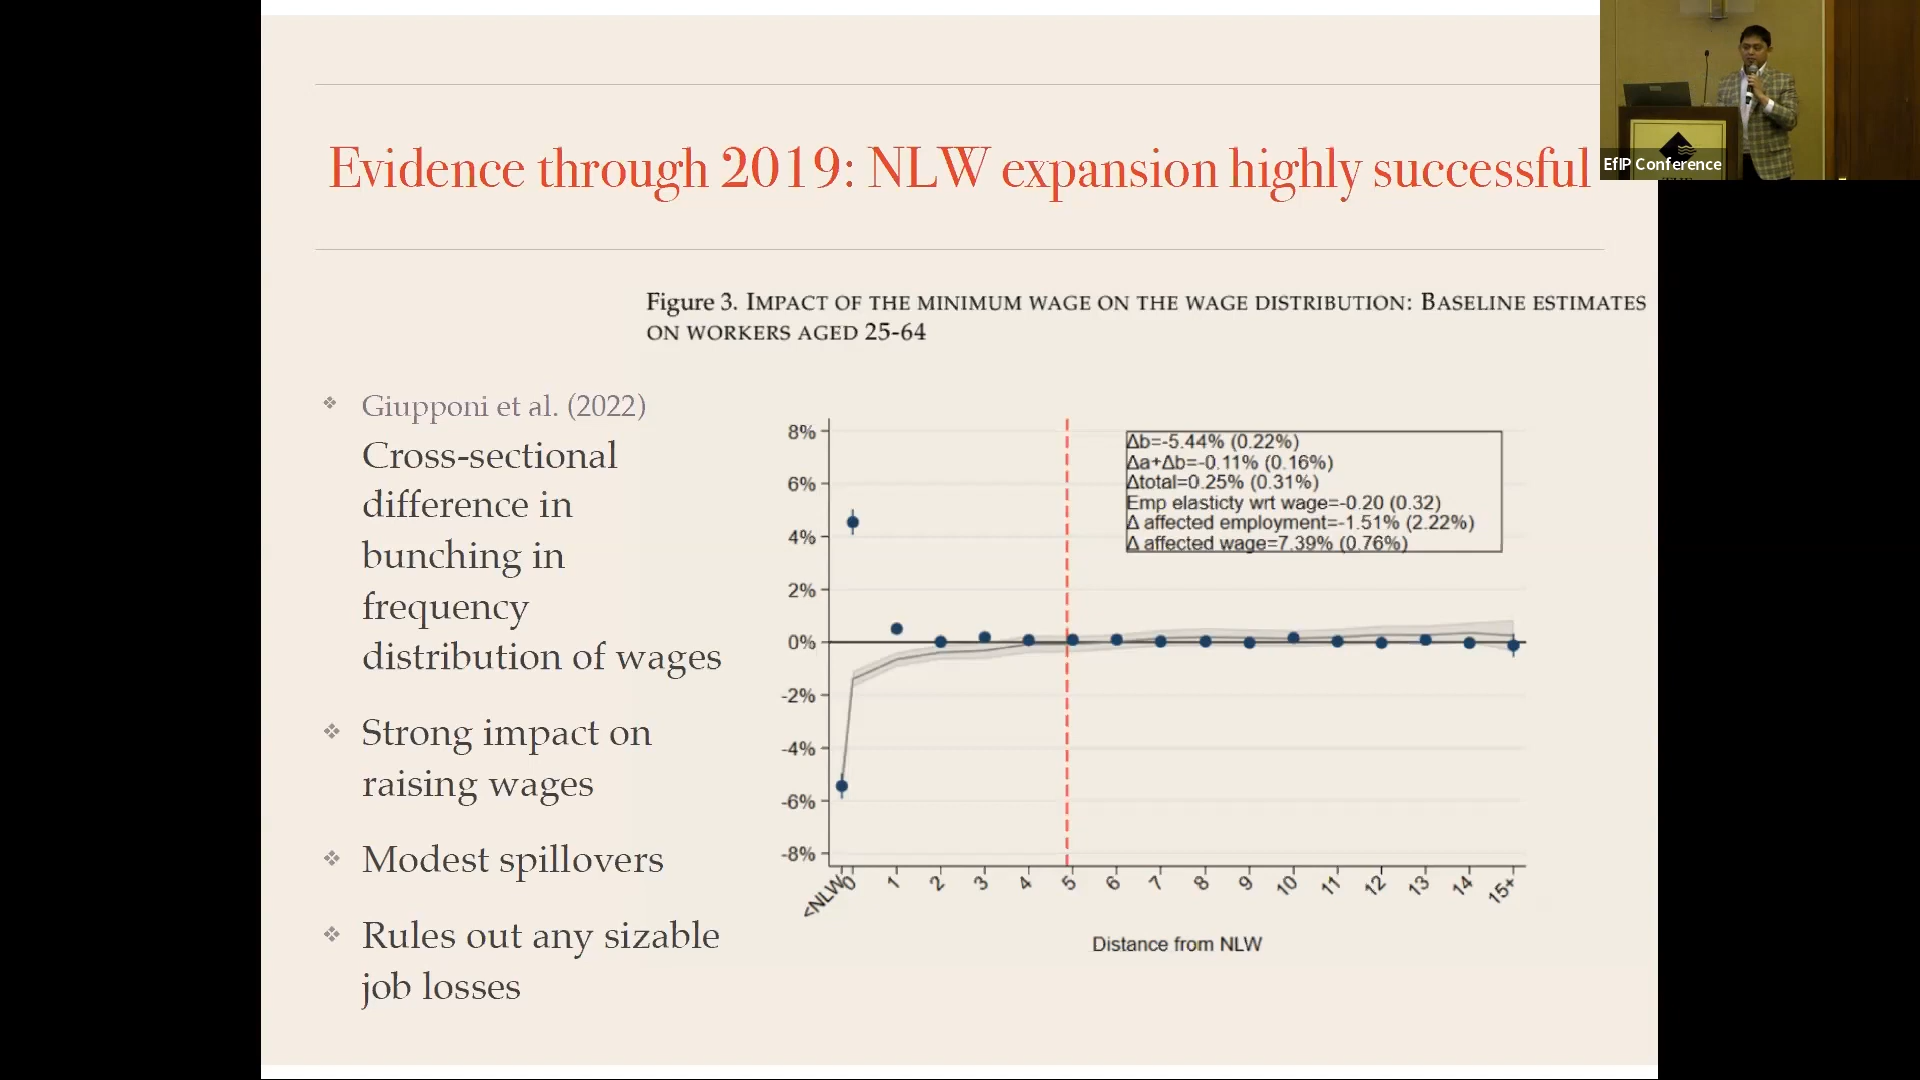 Evidence through 2019: NLW expansion highly successful
EfIP Conference
Figure 3. IMPACT OF THE MINIMUM WAGE ON THE WAGE DISTRIBUTION: BASELINE ESTIMATES
ON WORKERS AGED 25-64
❖ Giupponi et al. (2022)
Cross-sectional
difference in
bunching in
frequency
distribution of wages
❖ Strong impact on
raising wages
❖ Modest spillovers
❖ Rules out any sizable
job losses
8%
6%
4%
2%
0%
-2%
-4%
-6%
-8%
Δb=-5.44% (0.22%)
Δa+Δb=-0.11% (0.16%)
Δtotal=0.25% (0.31%)
Emp elasticty wrt wage=-0.20 (0.32)
Δ affected employment=-1.51% (2.22%)
Δ affected wage=7.39% (0.76%)
<NLW 0 1 2 3 4 5 6 7 8 9 10 11 12 13 14 15+
Distance from NLW